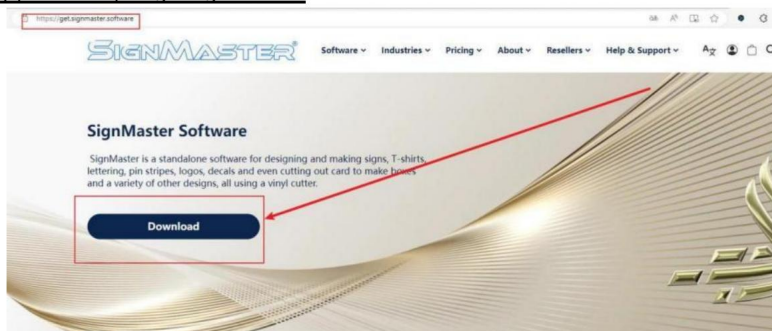 https://get.signmaster.software
SIGNMASTER
Software Industries Pricing About Resellers Help & Support
SignMaster Software
SignMaster is a standalone software for designing and making signs, T-shirts,
lettering, pin stripes, logos, decals and even cutting out card to make boxes
and a variety of other designs, all using a vinyl cutter.
Download